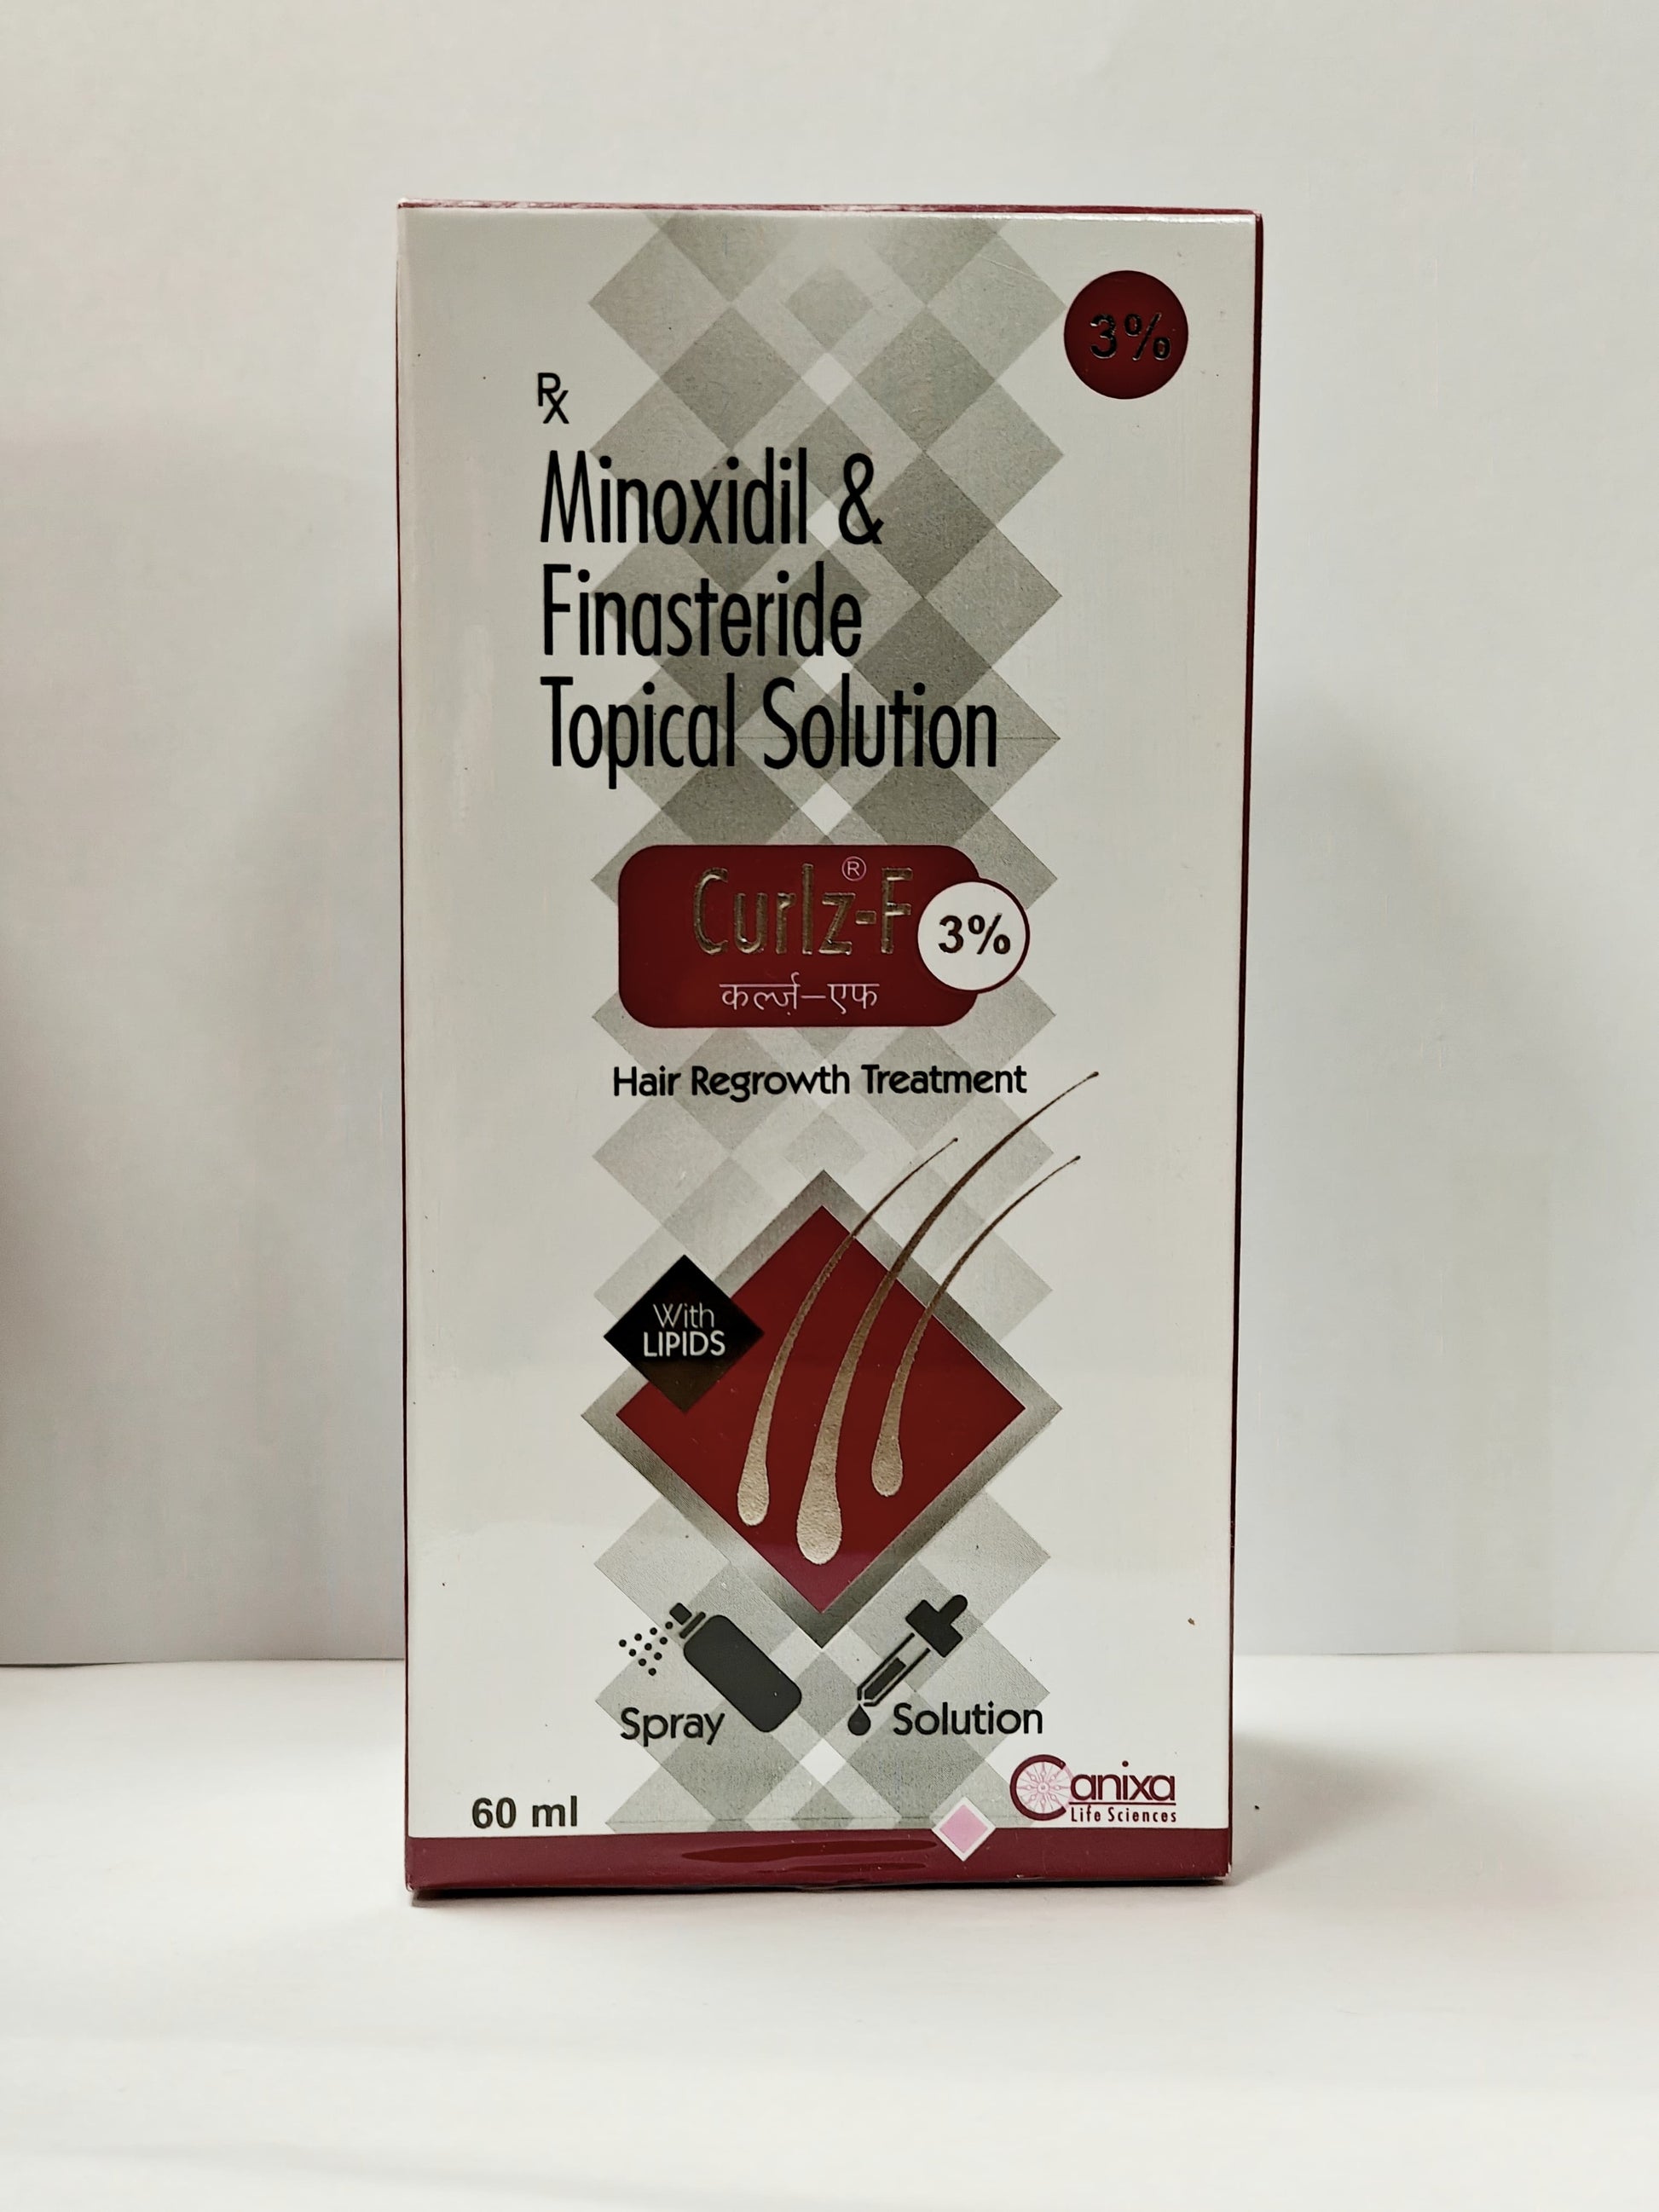 3%
Rx
Minoxidil &
Finasteride
Topical Solution
Curlz®-F
3%
कर्ल्ज़–एफ
Hair Regrowth Treatment
With
LIPIDS
Spray
Solution
60 ml
Canixa
Life Sciences